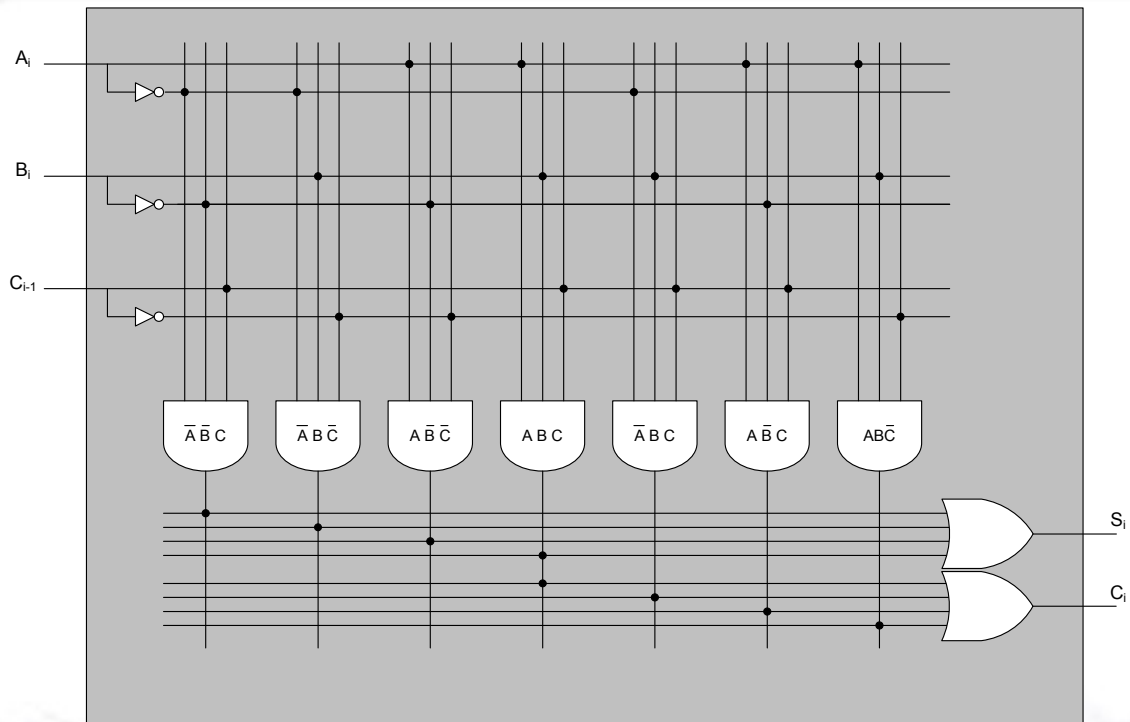 Aᵢ
Bᵢ
Cᵢ₋₁
A̅ B̅ C
A̅ B C̅
A B̅ C̅
A B C
A̅ B C
A B̅ C
ABC̅
Sᵢ
Cᵢ